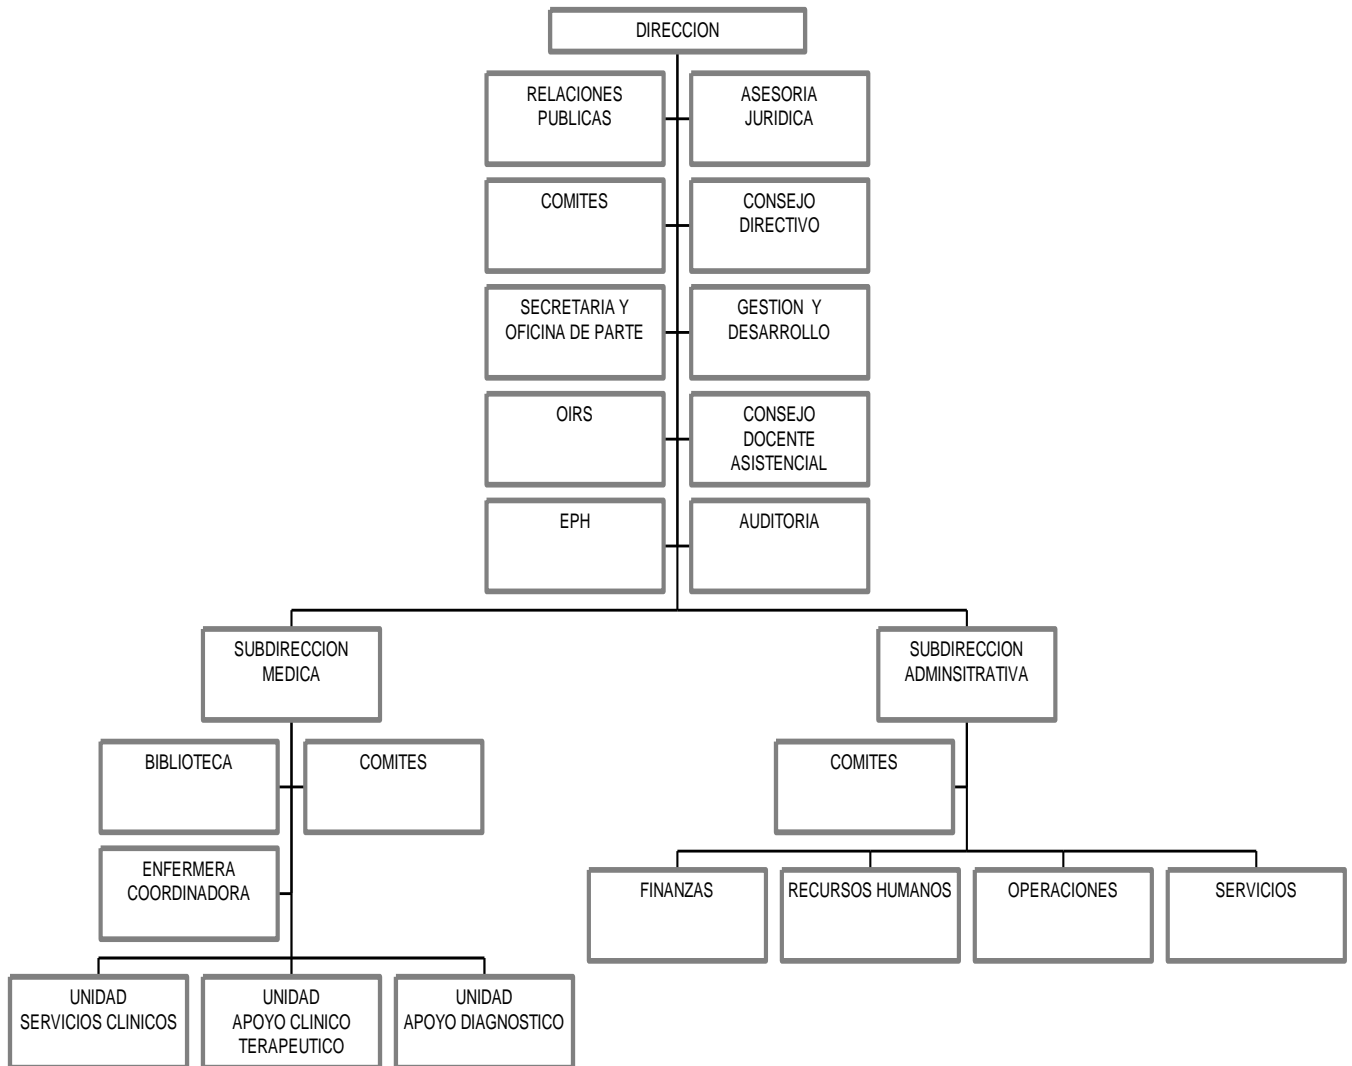 DIRECCION
RELACIONES
PUBLICAS
ASESORIA
JURIDICA
COMITES
CONSEJO
DIRECTIVO
SECRETARIA Y
OFICINA DE PARTE
GESTION Y
DESARROLLO
OIRS
CONSEJO
DOCENTE
ASISTENCIAL
EPH
AUDITORIA
SUBDIRECCION
MEDICA
SUBDIRECCION
ADMINSITRATIVA
BIBLIOTECA
COMITES
COMITES
ENFERMERA
COORDINADORA
FINANZAS
RECURSOS HUMANOS
OPERACIONES
SERVICIOS
UNIDAD
SERVICIOS CLINICOS
UNIDAD
APOYO CLINICO
TERAPEUTICO
UNIDAD
APOYO DIAGNOSTICO